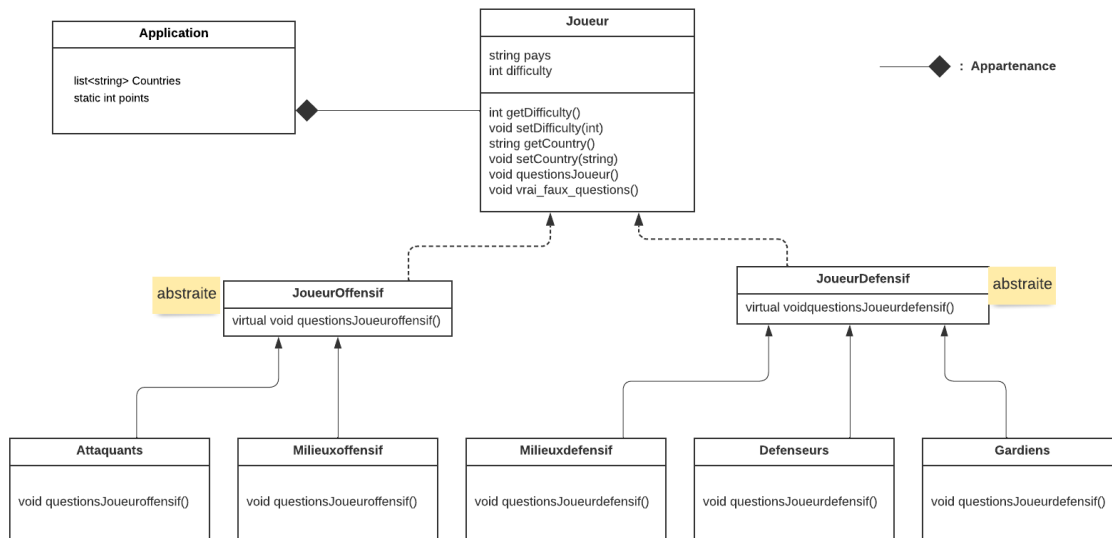 Application
list<string> Countries
static int points
Joueur
string pays
int difficulty
int getDifficulty()
void setDifficulty(int)
string getCountry()
void setCountry(string)
void questionsJoueur()
void vrai_faux_questions()
: Appartenance
abstraite
JoueurOffensif
virtual void questionsJoueuroffensif()
JoueurDefensif
virtual voidquestionsJoueurdefensif()
abstraite
Attaquants
void questionsJoueuroffensif()
Milieuxoffensif
void questionsJoueuroffensif()
Milieuxdefensif
void questionsJoueurdefensif()
Defenseurs
void questionsJoueurdefensif()
Gardiens
void questionsJoueurdefensif()